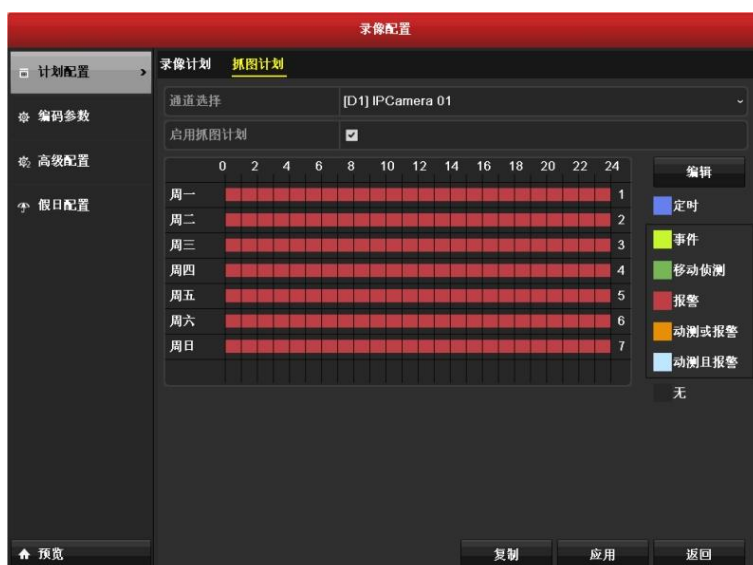 录像配置
计划配置 >
录像计划 抓图计划
编码参数
高级配置
假日配置
通道选择 [D1] IPCamera 01
启用抓图计划
0 2 4 6 8 10 12 14 16 18 20 22 24
编辑
周一 1
周二 2
周三 3
周四 4
周五 5
周六 6
周日 7
定时
事件
移动侦测
报警
动测或报警
动测且报警
无
预览
复制 应用 返回